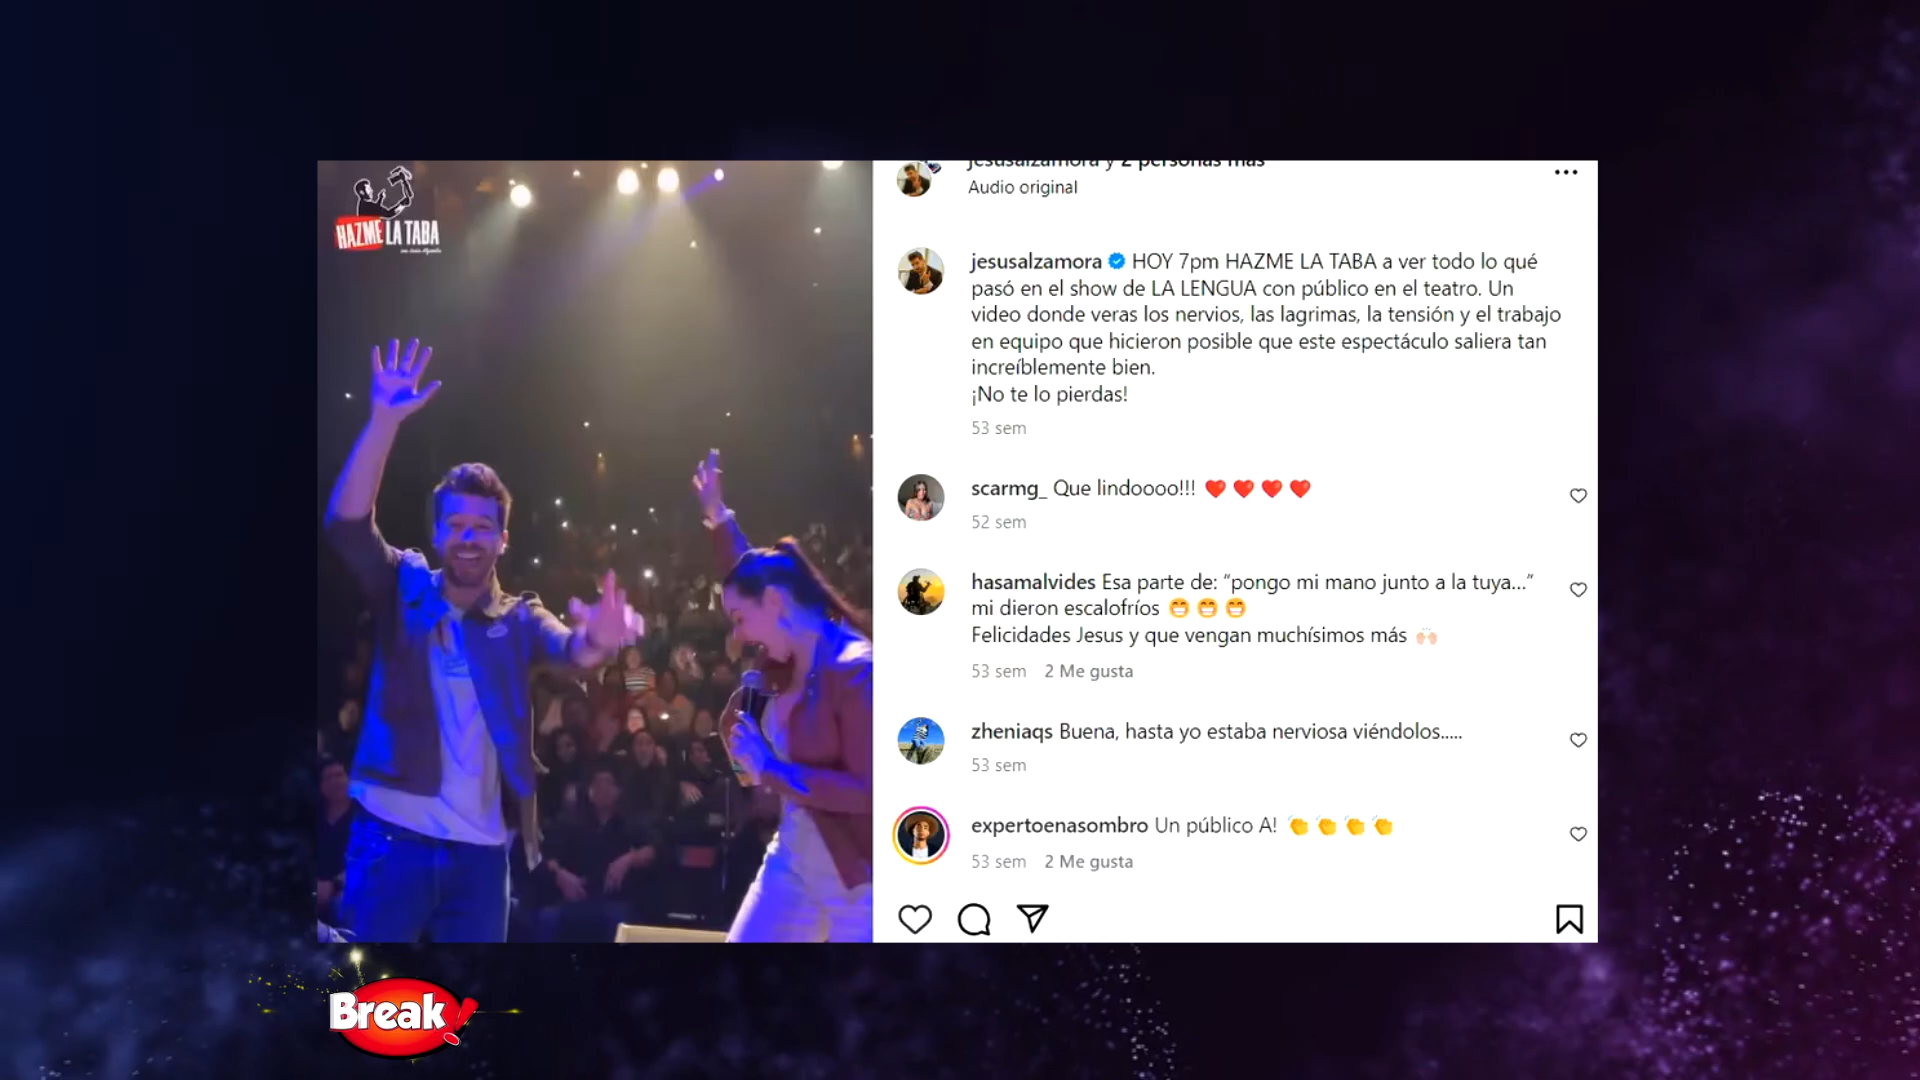 HAZME LA TABA
jesusalzamora y 2 personas más
Audio original
jesusalzamora HOY 7pm HAZME LA TABA a ver todo lo qué
pasó en el show de LA LENGUA con público en el teatro. Un
video donde veras los nervios, las lagrimas, la tensión y el trabajo
en equipo que hicieron posible que este espectáculo saliera tan
increíblemente bien.
¡No te lo pierdas!
53 sem
scarmg_ Que lindoooo!!! ❤️ ❤️ ❤️ ❤️
52 sem
hasamalvides Esa parte de: “pongo mi mano junto a la tuya...”
mi dieron escalofríos 😁 😁 😁
Felicidades Jesus y que vengan muchísimos más 🙌🏻
53 sem 2 Me gusta
zheniaqs Buena, hasta yo estaba nerviosa viéndolos.....
53 sem
expertoenasombro Un público A! 👏 👏 👏 👏
53 sem 2 Me gusta
Break!